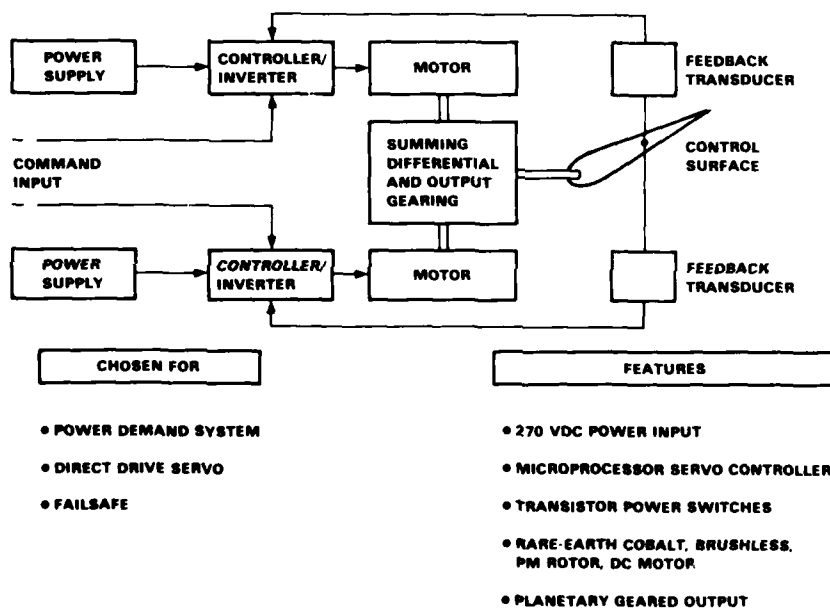 POWER
SUPPLY
CONTROLLER/
INVERTER
MOTOR
FEEDBACK
TRANSDUCER
COMMAND
INPUT
SUMMING
DIFFERENTIAL
AND OUTPUT
GEARING
CONTROL
SURFACE
POWER
SUPPLY
CONTROLLER/
INVERTER
MOTOR
FEEDBACK
TRANSDUCER
CHOSEN FOR
• POWER DEMAND SYSTEM
• DIRECT DRIVE SERVO
• FAILSAFE
FEATURES
• 270 VDC POWER INPUT
• MICROPROCESSOR SERVO CONTROLLER
• TRANSISTOR POWER SWITCHES
• RARE-EARTH COBALT, BRUSHLESS,
PM ROTOR, DC MOTOR
• PLANETARY GEARED OUTPUT